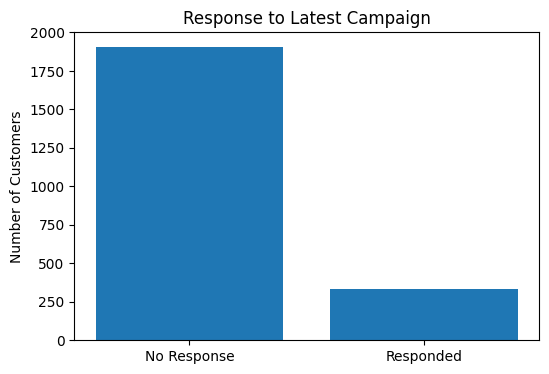 Response to Latest Campaign
Number of Customers
2000
1750
1500
1250
1000
750
500
250
0
No Response
Responded